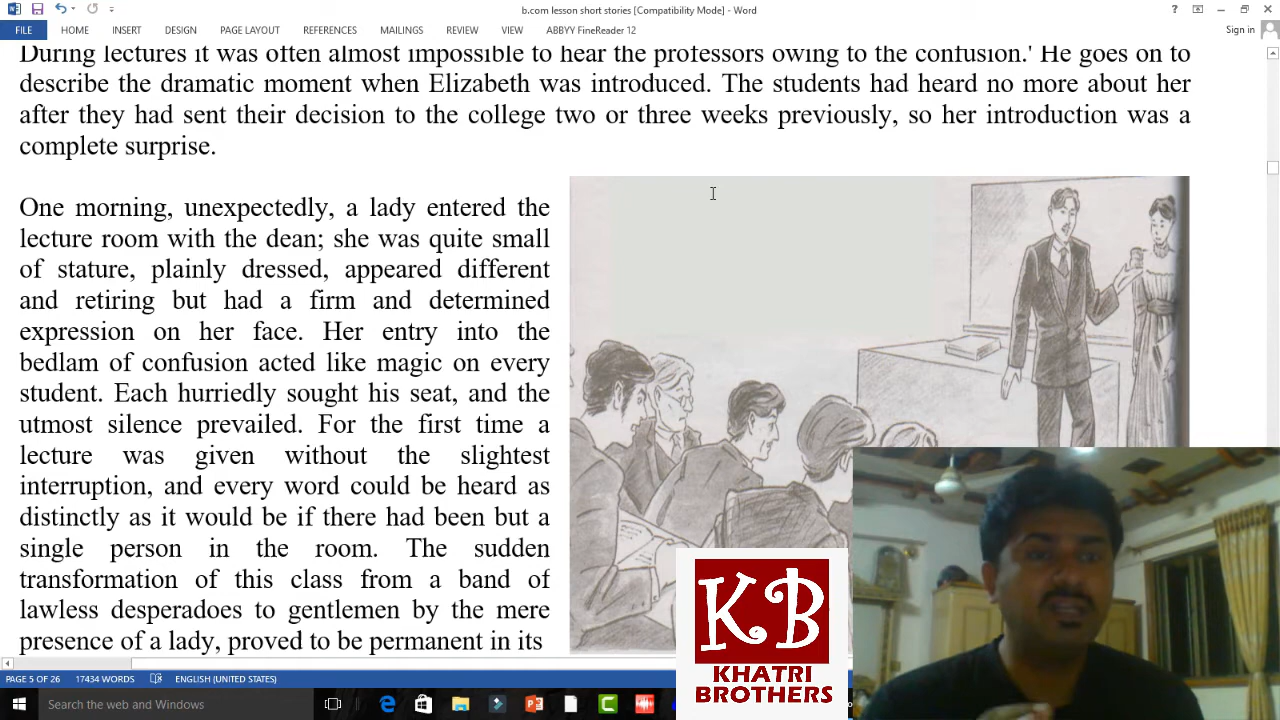 b.com lesson short stories [Compatibility Mode] - Word
FILE HOME INSERT DESIGN PAGE LAYOUT REFERENCES MAILINGS REVIEW VIEW ABBYY FineReader 12 Sign in
During lectures it was often almost impossible to hear the professors owing to the confusion.' He goes on to
describe the dramatic moment when Elizabeth was introduced. The students had heard no more about her
after they had sent their decision to the college two or three weeks previously, so her introduction was a
complete surprise.
One morning, unexpectedly, a lady entered the
lecture room with the dean; she was quite small
of stature, plainly dressed, appeared different
and retiring but had a firm and determined
expression on her face. Her entry into the
bedlam of confusion acted like magic on every
student. Each hurriedly sought his seat, and the
utmost silence prevailed. For the first time a
lecture was given without the slightest
interruption, and every word could be heard as
distinctly as it would be if there had been but a
single person in the room. The sudden
transformation of this class from a band of
lawless desperadoes to gentlemen by the mere
presence of a lady, proved to be permanent in its
KB
KHATRI
BROTHERS
PAGE 5 OF 26 17434 WORDS ENGLISH (UNITED STATES)
Search the web and Windows